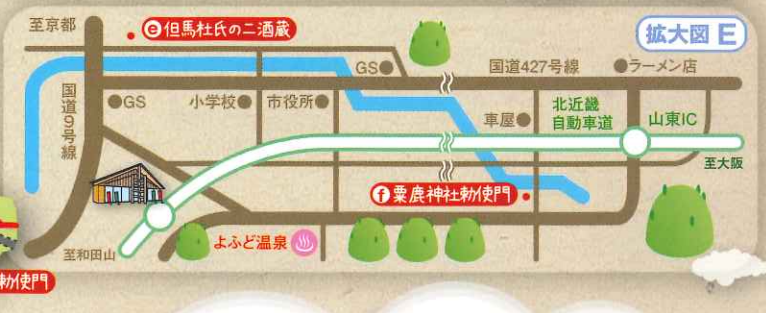 至京都
ⓔ但馬杜氏の二酒蔵
拡大図 E
GS●
国道427号線
●ラーメン店
国道9号線
●GS
小学校●
市役所●
車屋●
北近畿
自動車道
山東IC
至大阪
ⓕ粟鹿神社勅使門
よふど温泉
至和田山
勅使門